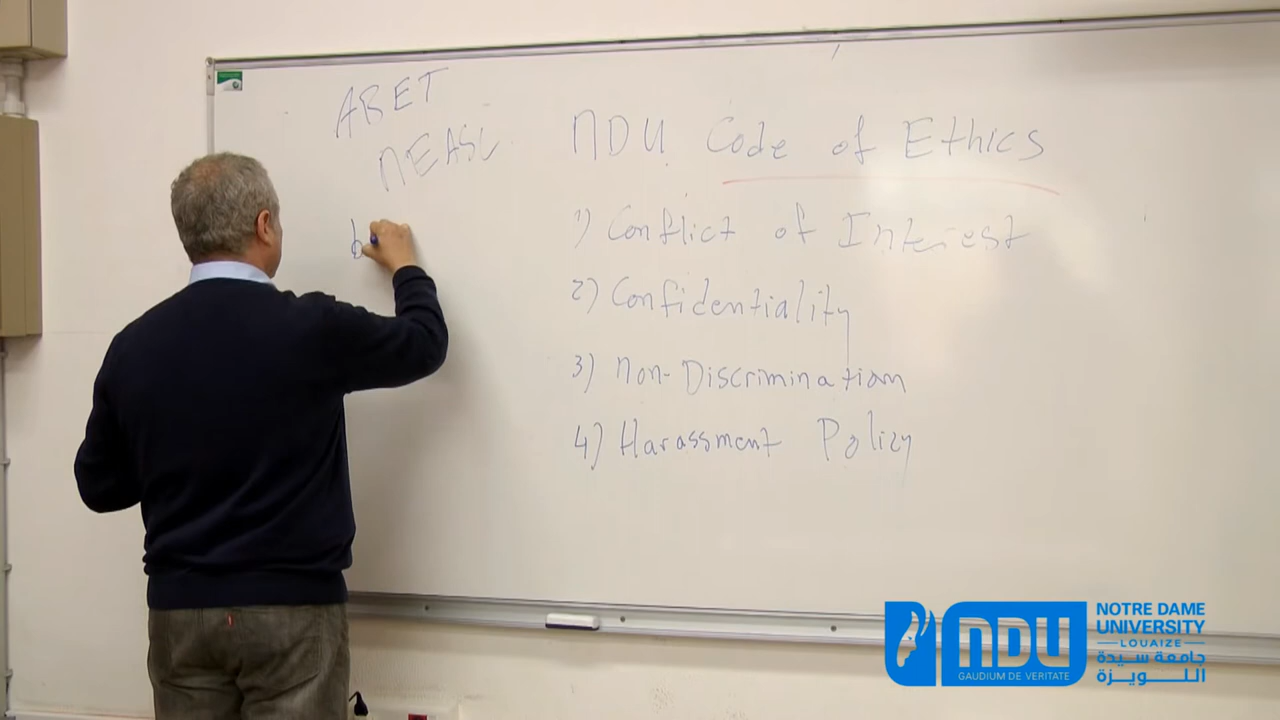 ABET
NEASC
b
NDU Code of Ethics
1) Conflict of Interest
2) Confidentiality
3) Non-Discrimination
4) Harassment Policy
NDU
GAUDIUM DE VERITATE
NOTRE DAME
UNIVERSITY
LOUAIZE
جامعة سيدة
اللويزة